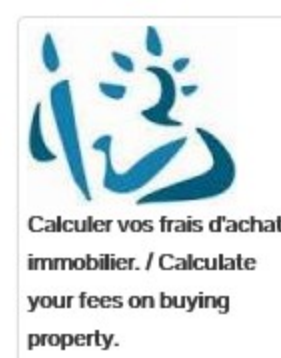 Calculer vos frais d'achat
immobilier. / Calculate
your fees on buying
property.